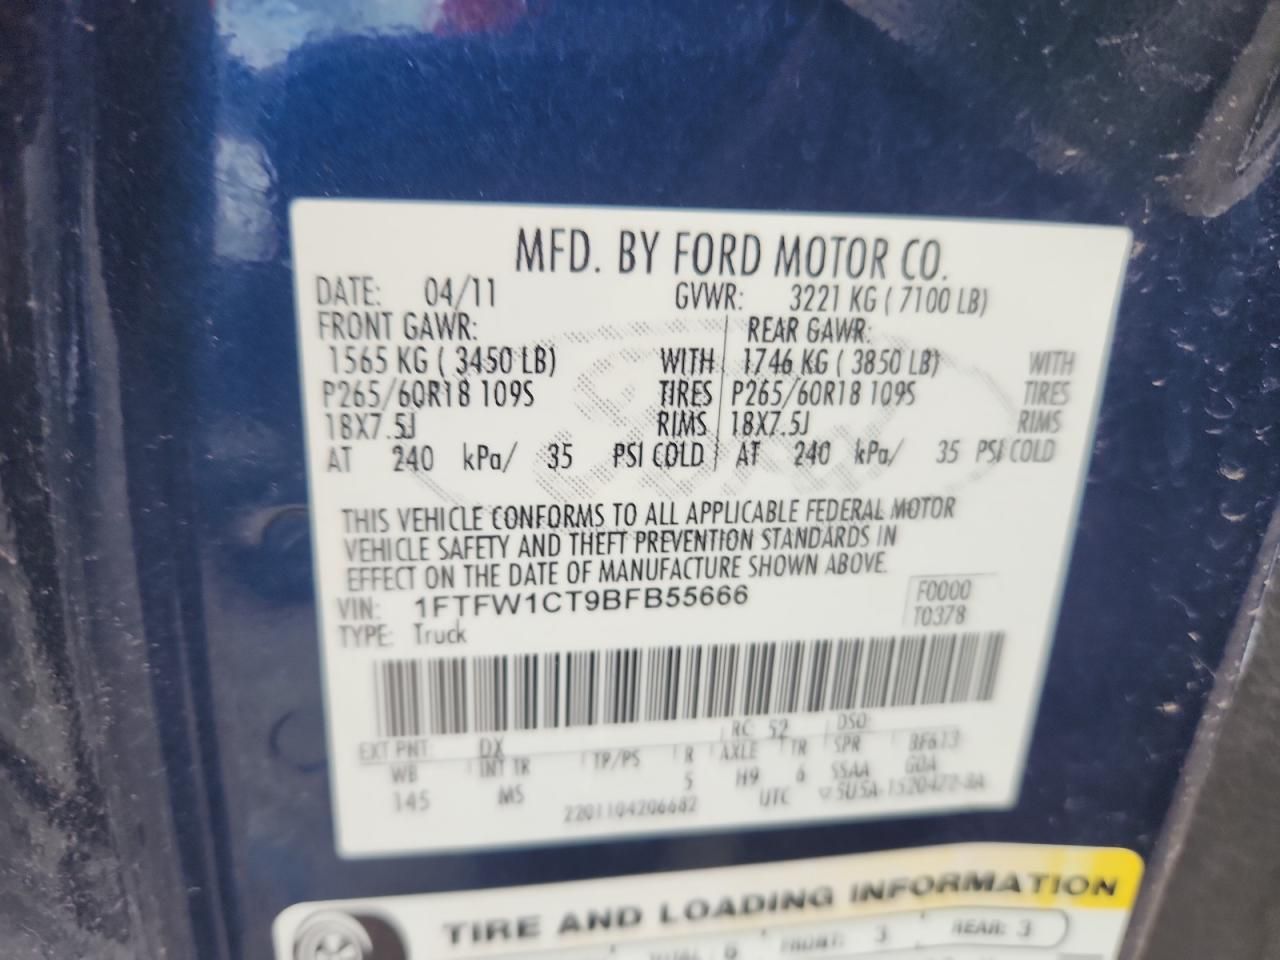 MFD. BY FORD MOTOR CO.
DATE: 04/11 GVWR: 3221 KG ( 7100 LB)
FRONT GAWR: REAR GAWR:
1565 KG ( 3450 LB) WITH 1746 KG ( 3850 LB) WITH
P265/60R18 109S TIRES P265/60R18 109S TIRES
18X7.5J RIMS 18X7.5J RIMS
AT 240 kPa/ 35 PSI COLD AT 240 kPa/ 35 PSI COLD
THIS VEHICLE CONFORMS TO ALL APPLICABLE FEDERAL MOTOR
VEHICLE SAFETY AND THEFT PREVENTION STANDARDS IN
EFFECT ON THE DATE OF MANUFACTURE SHOWN ABOVE.
VIN: 1FTFW1CT9BFB55666 F0000
TYPE: Truck T0378
EXT PNT: DX RC: 52 DSO:
WB INT TR TP/PS R AXLE TR SPR BF613
145 MS 5 H9 6 SSAA GOA
2201104206682 UTC
TIRE AND LOADING INFORMATION
TOTAL: 6 FRONT: 3 REAR: 3